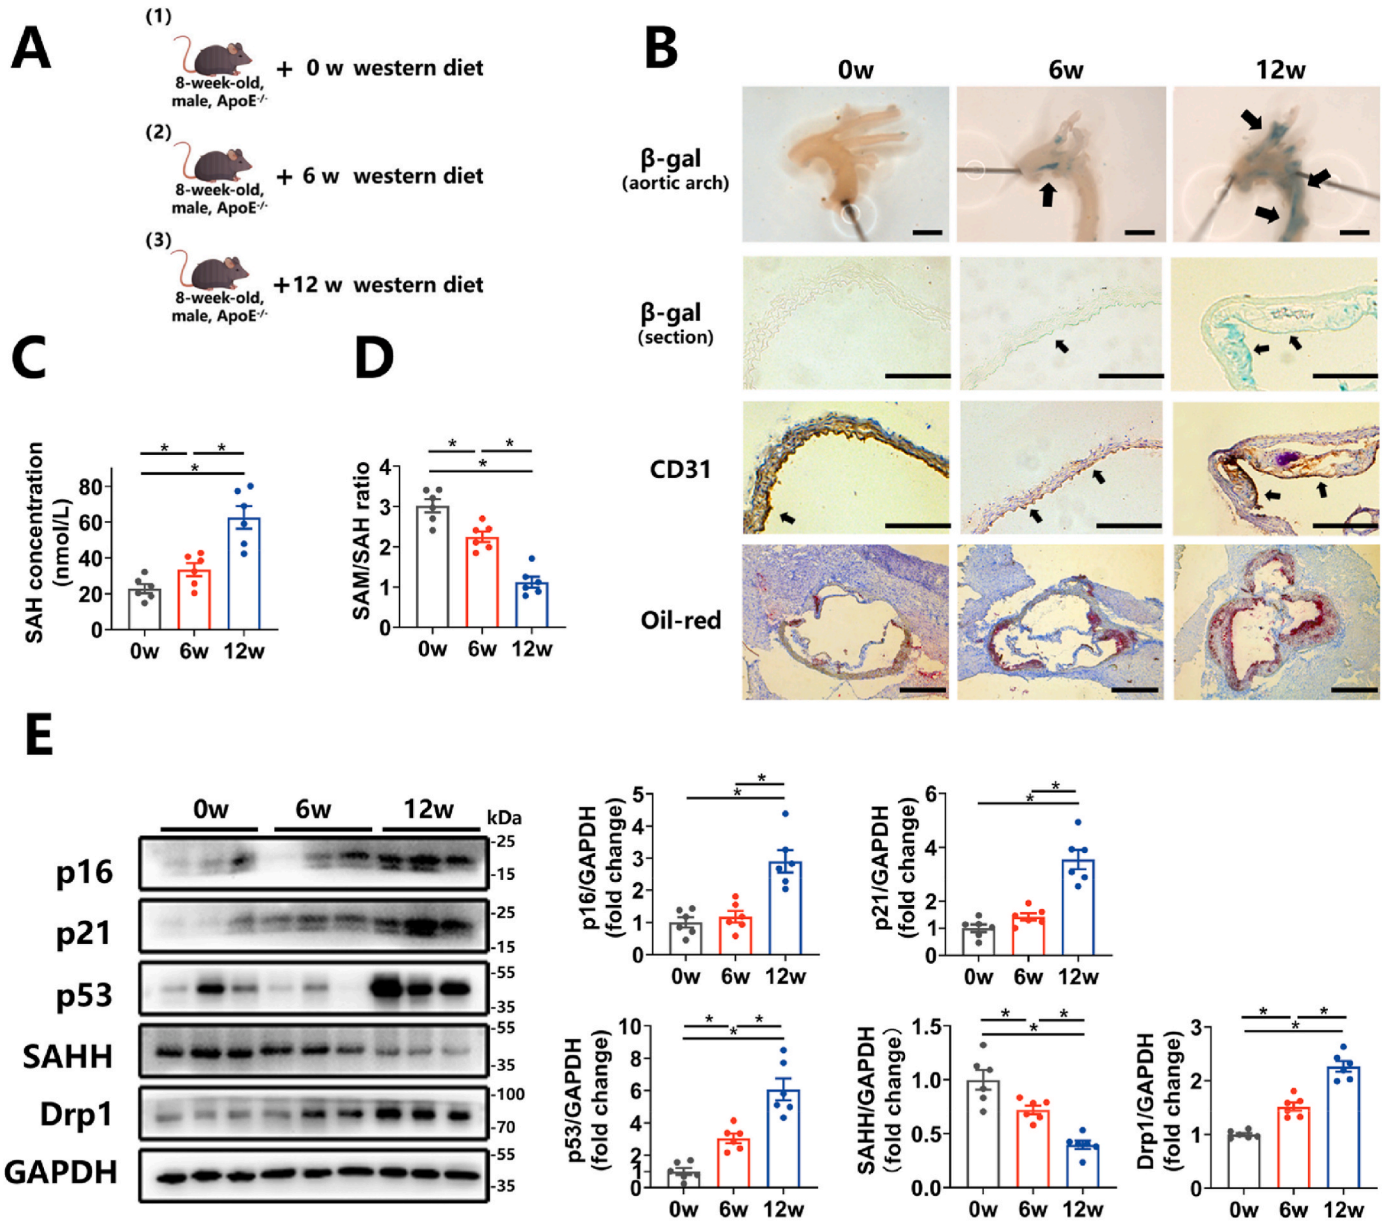 A
(1)
8-week-old,
male, ApoE-/-
+ 0 w western diet
(2)
8-week-old,
male, ApoE-/-
+ 6 w western diet
(3)
8-week-old,
male, ApoE-/-
+12 w western diet
B
0w 6w 12w
β-gal
(aortic arch)
β-gal
(section)
CD31
Oil-red
C
SAH concentration
(nmol/L)
* *
*
80
60
40
20
0
0w 6w 12w
D
SAM/SAH ratio
* *
*
4
3
2
1
0
0w 6w 12w
E
0w 6w 12w
kDa
p16
-25
-15
p21
-25
-15
p53
-55
-35
SAHH
-55
-35
Drp1
-100
-70
GAPDH
-55
-35
p16/GAPDH
(fold change)
*
*
5
4
3
2
1
0
0w 6w 12w
p21/GAPDH
(fold change)
*
*
6
4
2
1
0
0w 6w 12w
p53/GAPDH
(fold change)
* *
*
10
8
6
4
2
1
0
0w 6w 12w
SAHH/GAPDH
(fold change)
* *
*
1.5
1.0
0.5
0.0
0w 6w 12w
Drp1/GAPDH
(fold change)
* *
*
3
2
1
0
0w 6w 12w